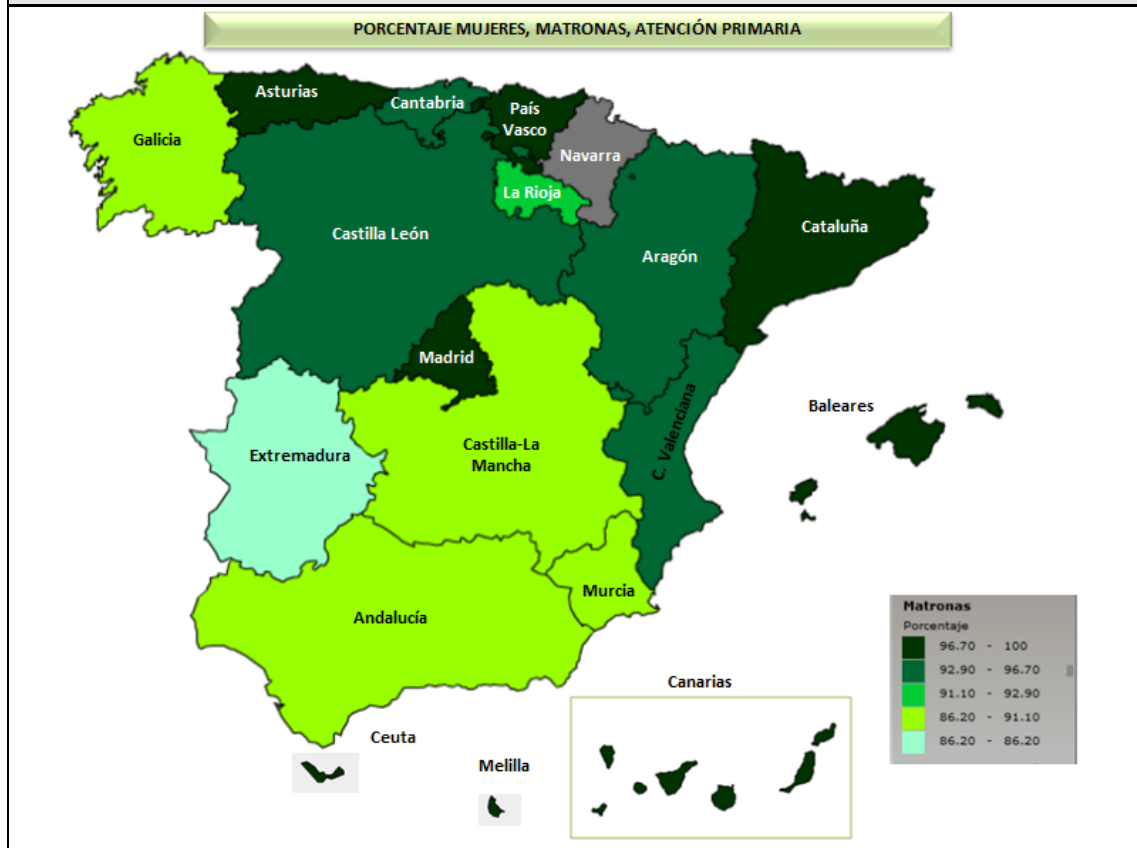 PORCENTAJE MUJERES, MATRONAS, ATENCIÓN PRIMARIA
Asturias
Cantabria
País
Vasco
Galicia
Navarra
La Rioja
Castilla León
Cataluña
Aragón
Madrid
C. Valenciana
Baleares
Extremadura
Castilla-La
Mancha
Murcia
Andalucía
Matronas
Porcentaje
96.70 - 100
92.90 - 96.70
91.10 - 92.90
86.20 - 91.10
86.20 - 86.20
Canarias
Ceuta
Melilla